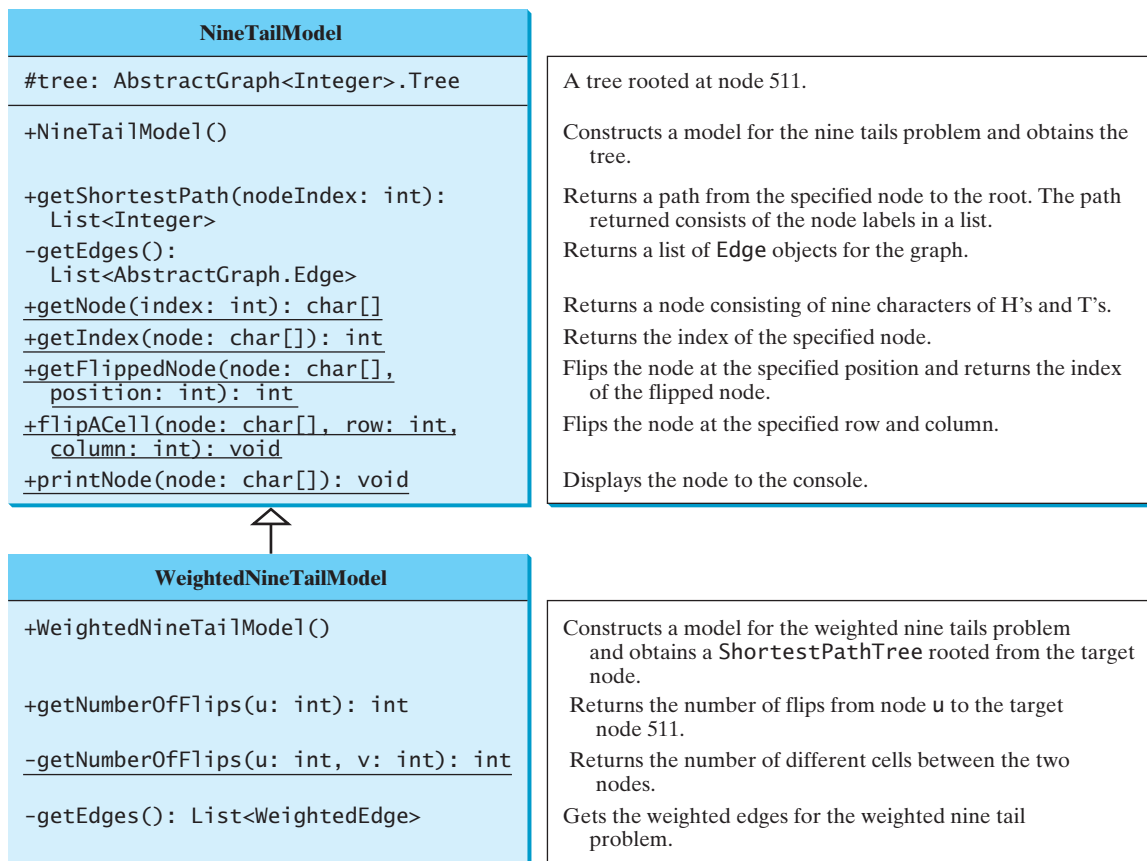 NineTailModel
#tree: AbstractGraph<Integer>.Tree
A tree rooted at node 511.
+NineTailModel()
Constructs a model for the nine tails problem and obtains the
tree.
+getShortestPath(nodeIndex: int):
List<Integer>
Returns a path from the specified node to the root. The path
returned consists of the node labels in a list.
-getEdges():
List<AbstractGraph.Edge>
Returns a list of Edge objects for the graph.
+getNode(index: int): char[]
Returns a node consisting of nine characters of H's and T's.
+getIndex(node: char[]): int
Returns the index of the specified node.
+getFlippedNode(node: char[],
position: int): int
Flips the node at the specified position and returns the index
of the flipped node.
+flipACell(node: char[], row: int,
column: int): void
Flips the node at the specified row and column.
+printNode(node: char[]): void
Displays the node to the console.
WeightedNineTailModel
+WeightedNineTailModel()
Constructs a model for the weighted nine tails problem
and obtains a ShortestPathTree rooted from the target
node.
+getNumberOfFlips(u: int): int
Returns the number of flips from node u to the target
node 511.
-getNumberOfFlips(u: int, v: int): int
Returns the number of different cells between the two
nodes.
-getEdges(): List<WeightedEdge>
Gets the weighted edges for the weighted nine tail
problem.